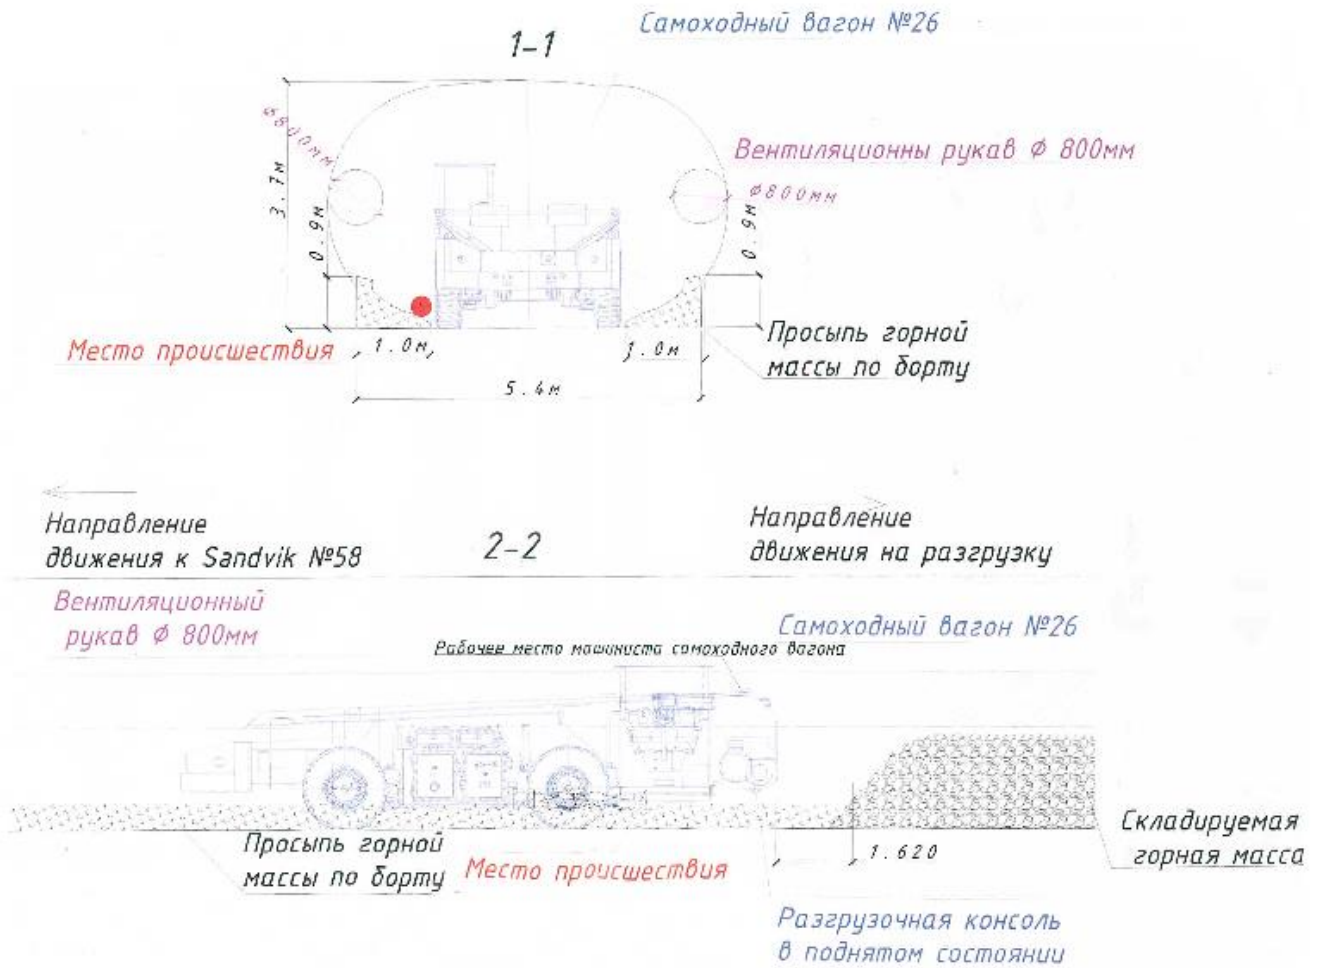 Самоходный вагон №26
1-1
⌀800мм
Вентиляционны рукав ⌀ 800мм
⌀800мм
3.7м
0.9м
0.9м
Место происшествия
1.0м
1.0м
Просыпь горной
массы по борту
5.4м
Направление
движения к Sandvik №58
2-2
Направление
движения на разгрузку
Вентиляционный
рукав ⌀ 800мм
Самоходный вагон №26
Рабочее место машиниста самоходного вагона
Просыпь горной
массы по борту
Место происшествия
1.620
Складируемая
горная масса
Разгрузочная консоль
в поднятом состоянии